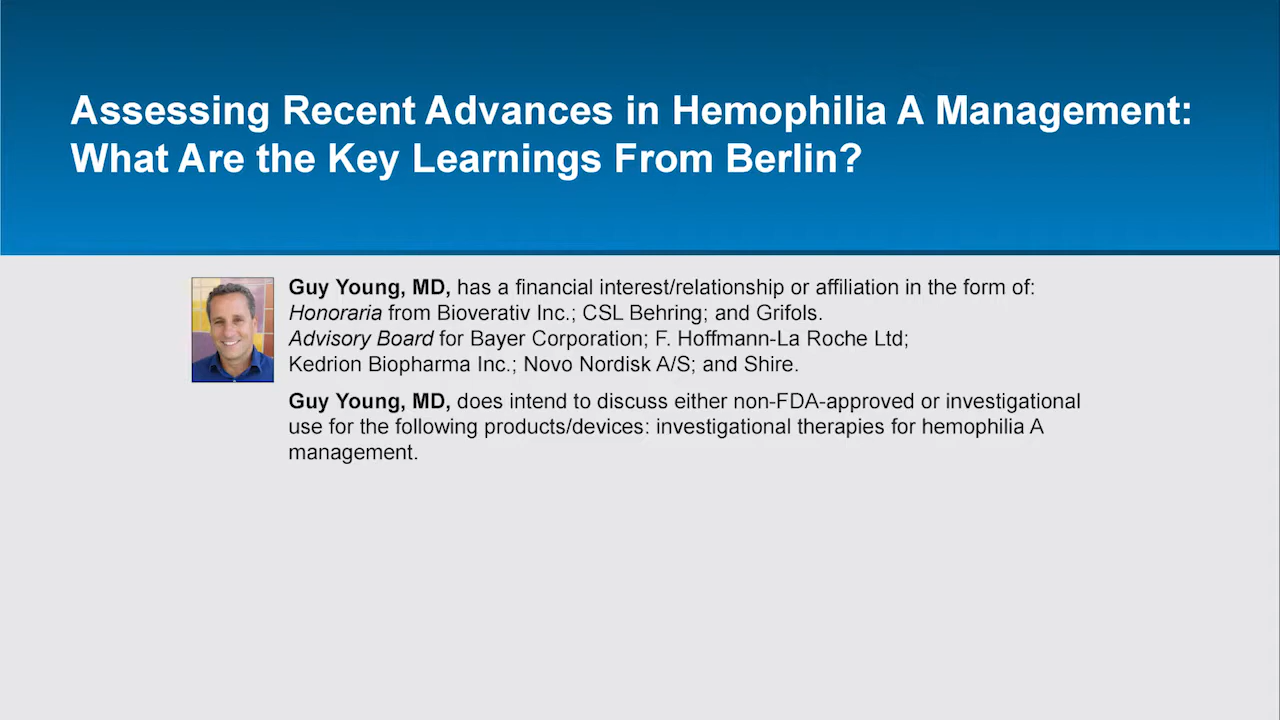 Assessing Recent Advances in Hemophilia A Management:
What Are the Key Learnings From Berlin?
Guy Young, MD, has a financial interest/relationship or affiliation in the form of:
Honoraria from Bioverativ Inc.; CSL Behring; and Grifols.
Advisory Board for Bayer Corporation; F. Hoffmann-La Roche Ltd;
Kedrion Biopharma Inc.; Novo Nordisk A/S; and Shire.
Guy Young, MD, does intend to discuss either non-FDA-approved or investigational
use for the following products/devices: investigational therapies for hemophilia A
management.